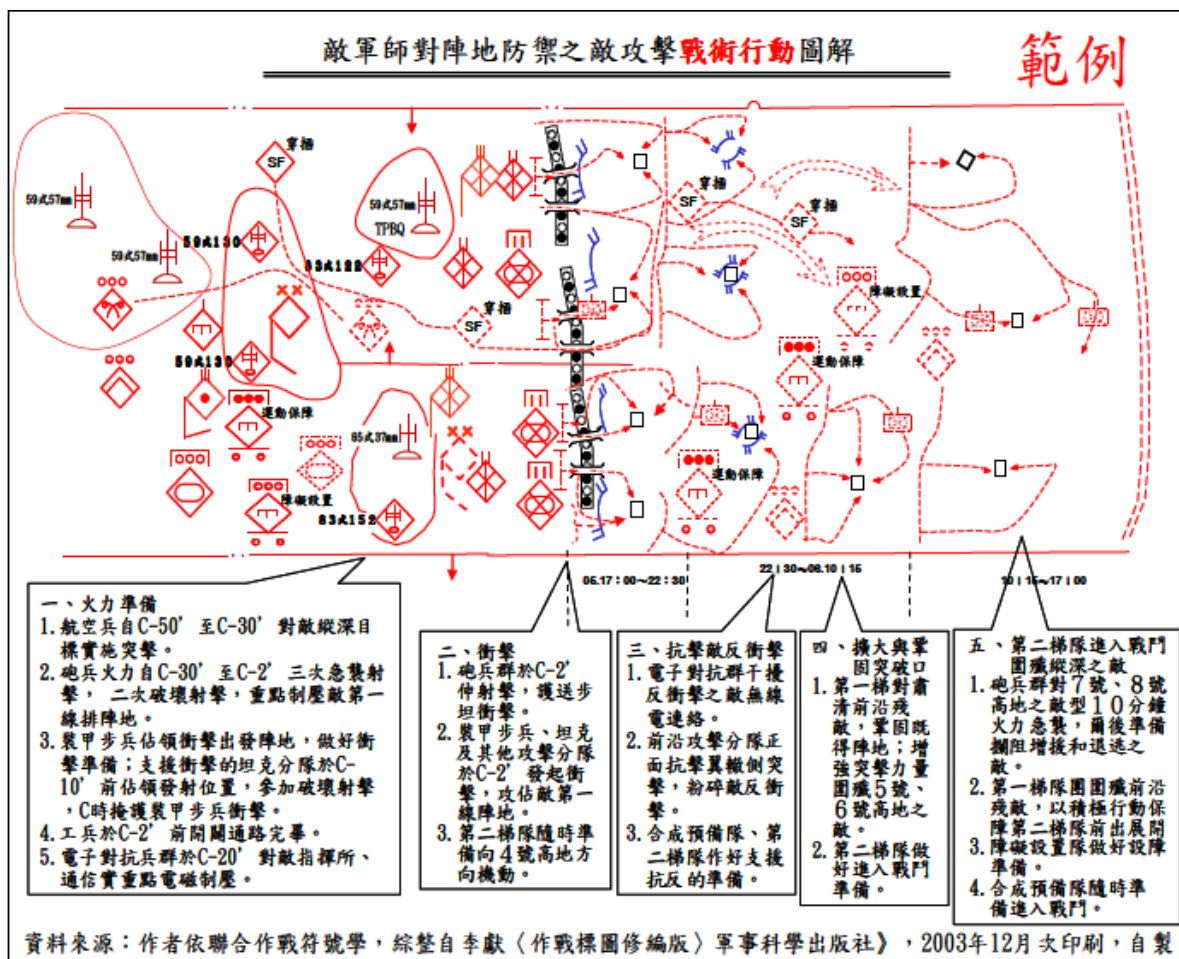 敵軍師對陣地防禦之敵攻擊戰術行動圖解
範例
SF
穿插
59式57mm
59式57mm
59式57mm
TPBQ
59式130
83式122
SF
穿插
SF
穿插
SF
穿插
障礙設置
59式130
運動保障
65式37mm
運動保障
障礙設置
83式152
運動保障
05.17:00~22:30
22:30~06.10:15
10:15~17:00
一、火力準備
1. 航空兵自C-50’至C-30’對敵縱深目
標實施突擊。
2. 砲兵火力自C-30’至C-2’三次急襲射
擊， 二次破壞射擊，重點制壓敵第一
線排陣地。
3. 裝甲步兵佔領衝擊出發陣地，做好衝
擊準備；支援衝擊的坦克分隊於C-
10’前佔領發射位置，參加破壞射擊
，C時掩護裝甲步兵衝擊。
4. 工兵於C-2’前開闢通路完畢。
5. 電子對抗兵群於C-20’對敵指揮所、
通信實重點電磁制壓。
二、衝擊
1. 砲兵群於C-2’
伸射擊，護送步
坦衝擊。
2. 裝甲步兵、坦克
及其他攻擊分隊
於C-2’發起衝
擊，攻佔敵第一
線陣地。
3. 第二梯隊隨時準
備向4號高地方
向機動。
三、抗擊敵反衝擊
1. 電子對抗群干擾
反衝擊之敵無線
電連絡。
2. 前沿攻擊分隊正
面抗擊翼轍側突
擊，粉碎敵反衝
擊。
3. 合成預備隊、第
二梯隊作好支援
抗反的準備。
四、擴大與鞏
固突破口
1. 第一梯對肅
清前沿殘
敵，鞏固既
得陣地；增
強突擊力量
圍殲5號、
6號高地之
敵。
2. 第二梯隊做
好進入戰鬥
準備。
五、第二梯隊進入戰鬥
圍殲縱深之敵
1. 砲兵群對7號、8號
高地之敵型10分鐘
火力急襲，爾後準備
攔阻增援和退逃之
敵。
2. 第一梯隊團圍殲前沿
殘敵，以積極行動保
障第二梯隊前出展開
3. 障礙設置隊做好設障
準備。
4. 合成預備隊隨時準
備進入戰鬥。
資料來源：作者依聯合作戰符號學，綜整自李獻〈作戰標圖修編版〉軍事科學出版社》，2003年12月次印刷，自製